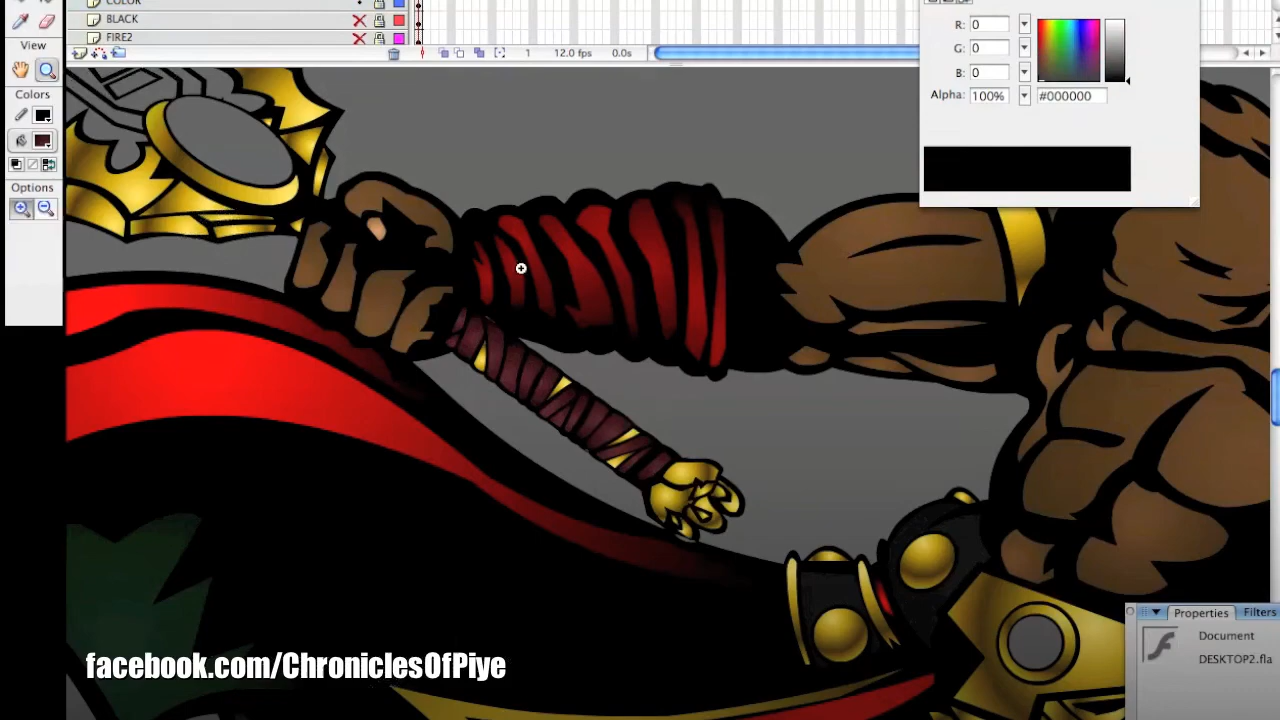 COLOR
BLACK
FIRE2
1 12.0 fps 0.0s
View
Colors
Options
R: 0
G: 0
B: 0
Alpha: 100% #000000
Properties Filters
Document
DESKTOP2.fla
facebook.com/ChroniclesOfPiye